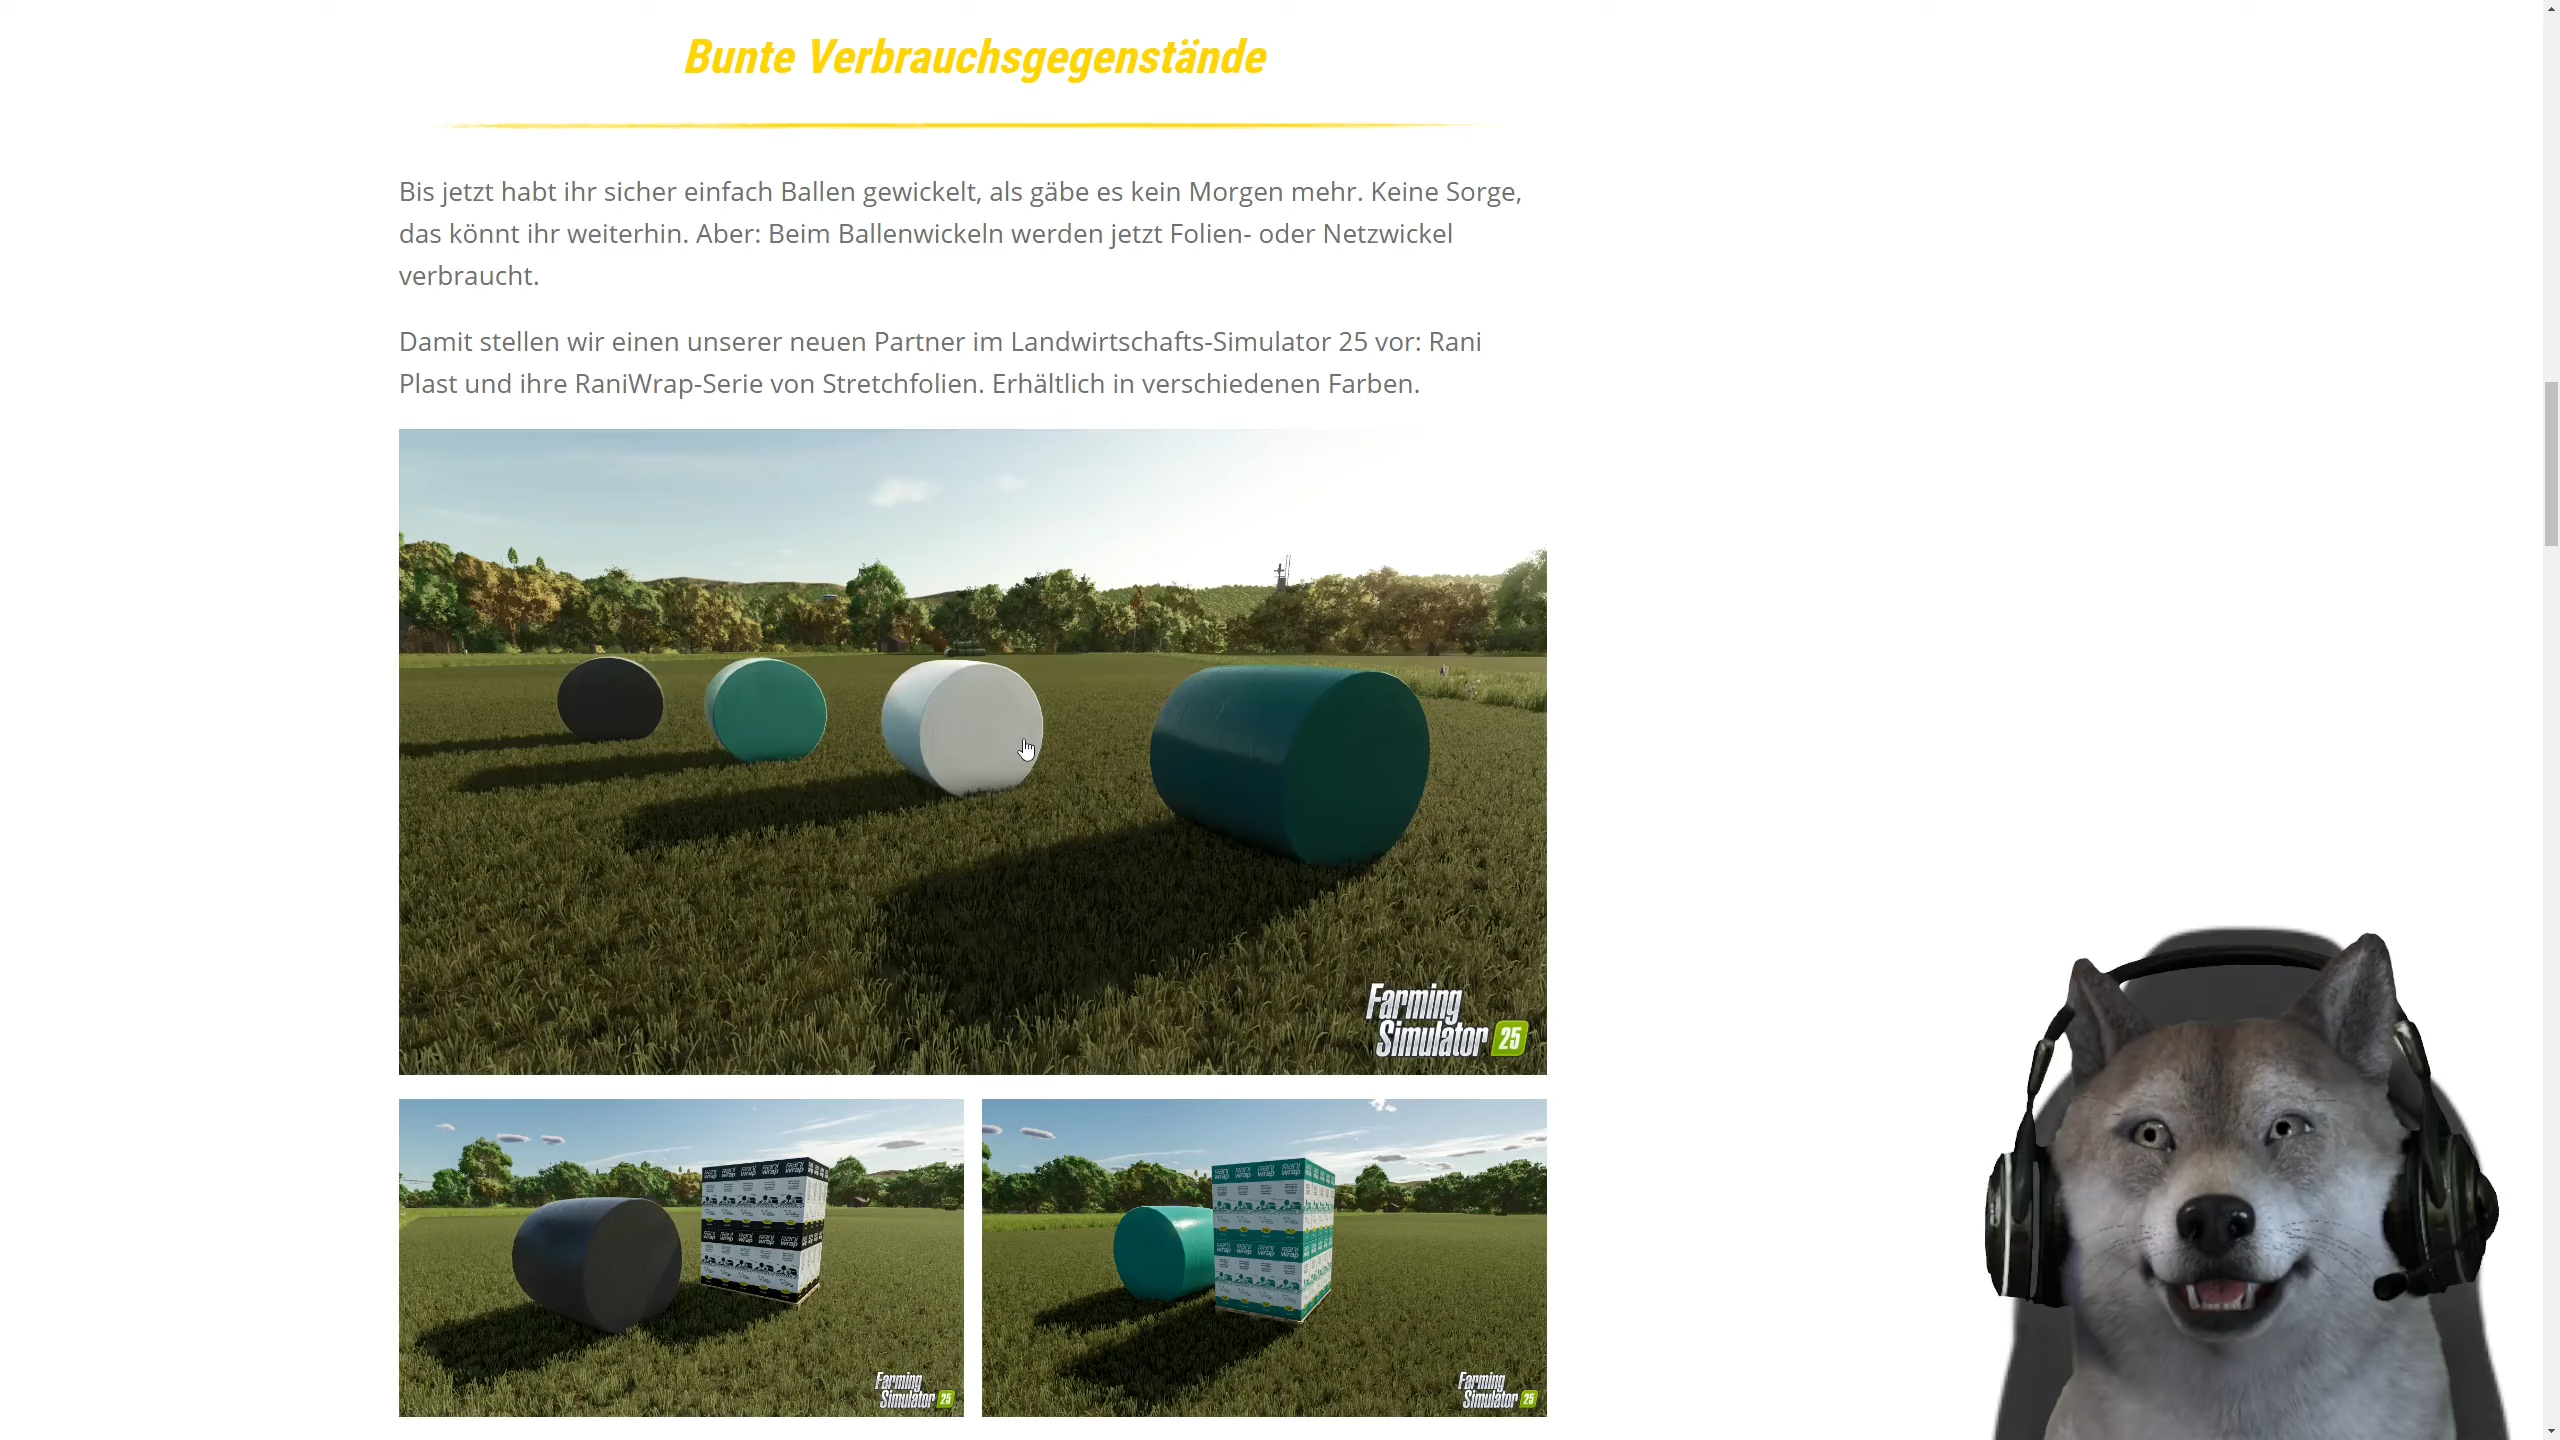 Bunte Verbrauchsgegenstände
Bis jetzt habt ihr sicher einfach Ballen gewickelt, als gäbe es kein Morgen mehr. Keine Sorge,
das könnt ihr weiterhin. Aber: Beim Ballenwickeln werden jetzt Folien- oder Netzwickel
verbraucht.
Damit stellen wir einen unserer neuen Partner im Landwirtschafts-Simulator 25 vor: Rani
Plast und ihre RaniWrap-Serie von Stretchfolien. Erhältlich in verschiedenen Farben.
Farming
Simulator 25
Farming
Simulator 25
Farming
Simulator 25